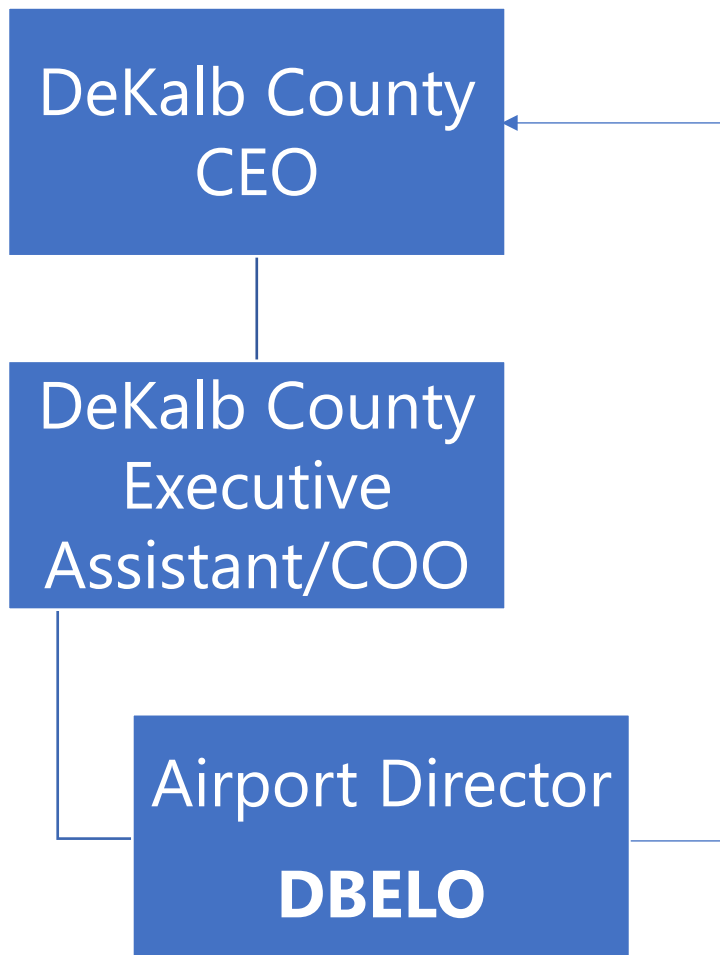 DeKalb County
CEO
DeKalb County
Executive
Assistant/COO
Airport Director
DBELO